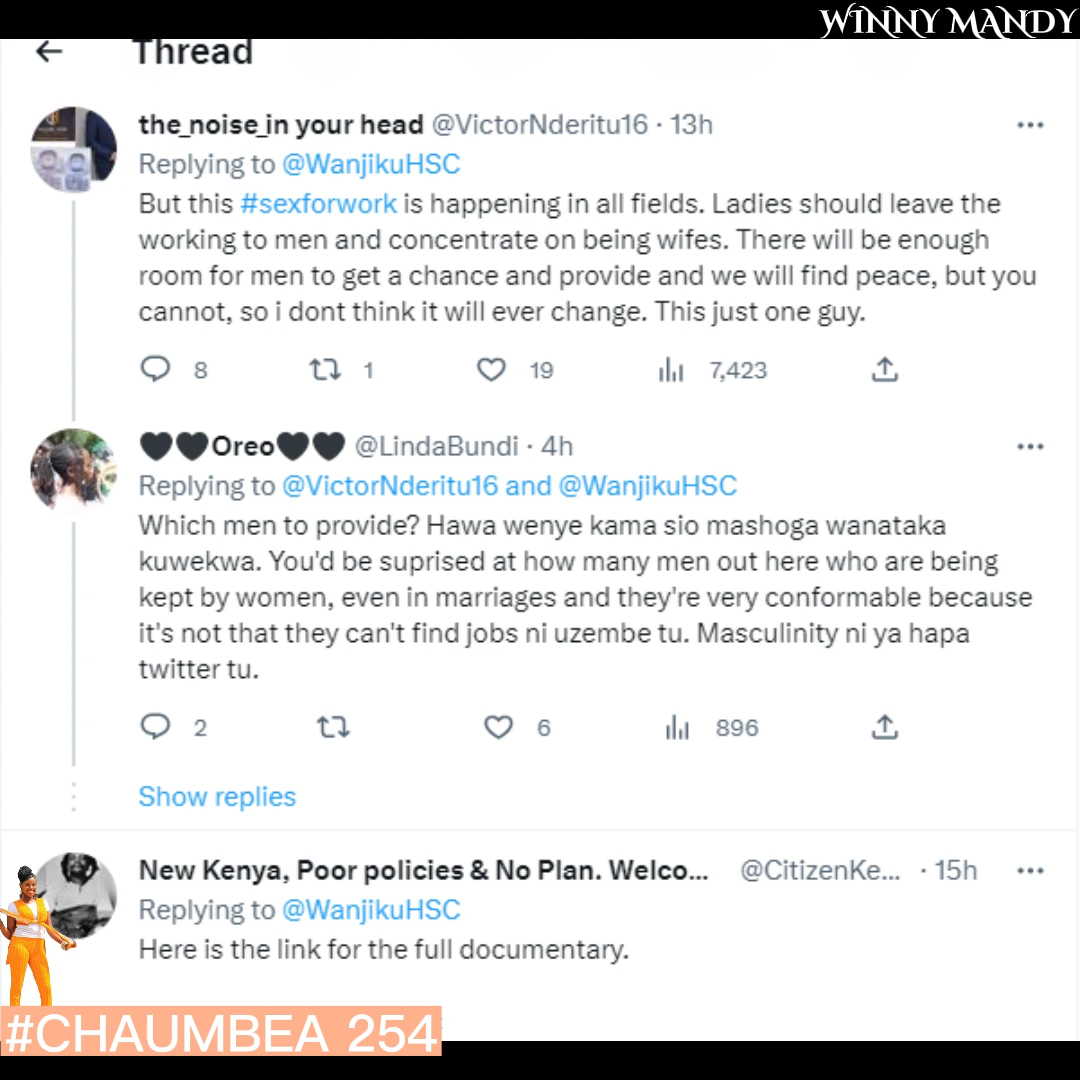 WINNY MANDY
Thread
the_noise_in your head @VictorNderitu16 · 13h
Replying to @WanjikuHSC
But this #sexforwork is happening in all fields. Ladies should leave the
working to men and concentrate on being wifes. There will be enough
room for men to get a chance and provide and we will find peace, but you
cannot, so i dont think it will ever change. This just one guy.
8 1 19 7,423
🖤🖤Oreo🖤🖤 @LindaBundi · 4h
Replying to @VictorNderitu16 and @WanjikuHSC
Which men to provide? Hawa wenye kama sio mashoga wanataka
kuwekwa. You'd be suprised at how many men out here who are being
kept by women, even in marriages and they're very conformable because
it's not that they can't find jobs ni uzembe tu. Masculinity ni ya hapa
twitter tu.
2 6 896
Show replies
New Kenya, Poor policies & No Plan. Welco... @CitizenKe... · 15h
Replying to @WanjikuHSC
Here is the link for the full documentary.
#CHAUMBEA 254